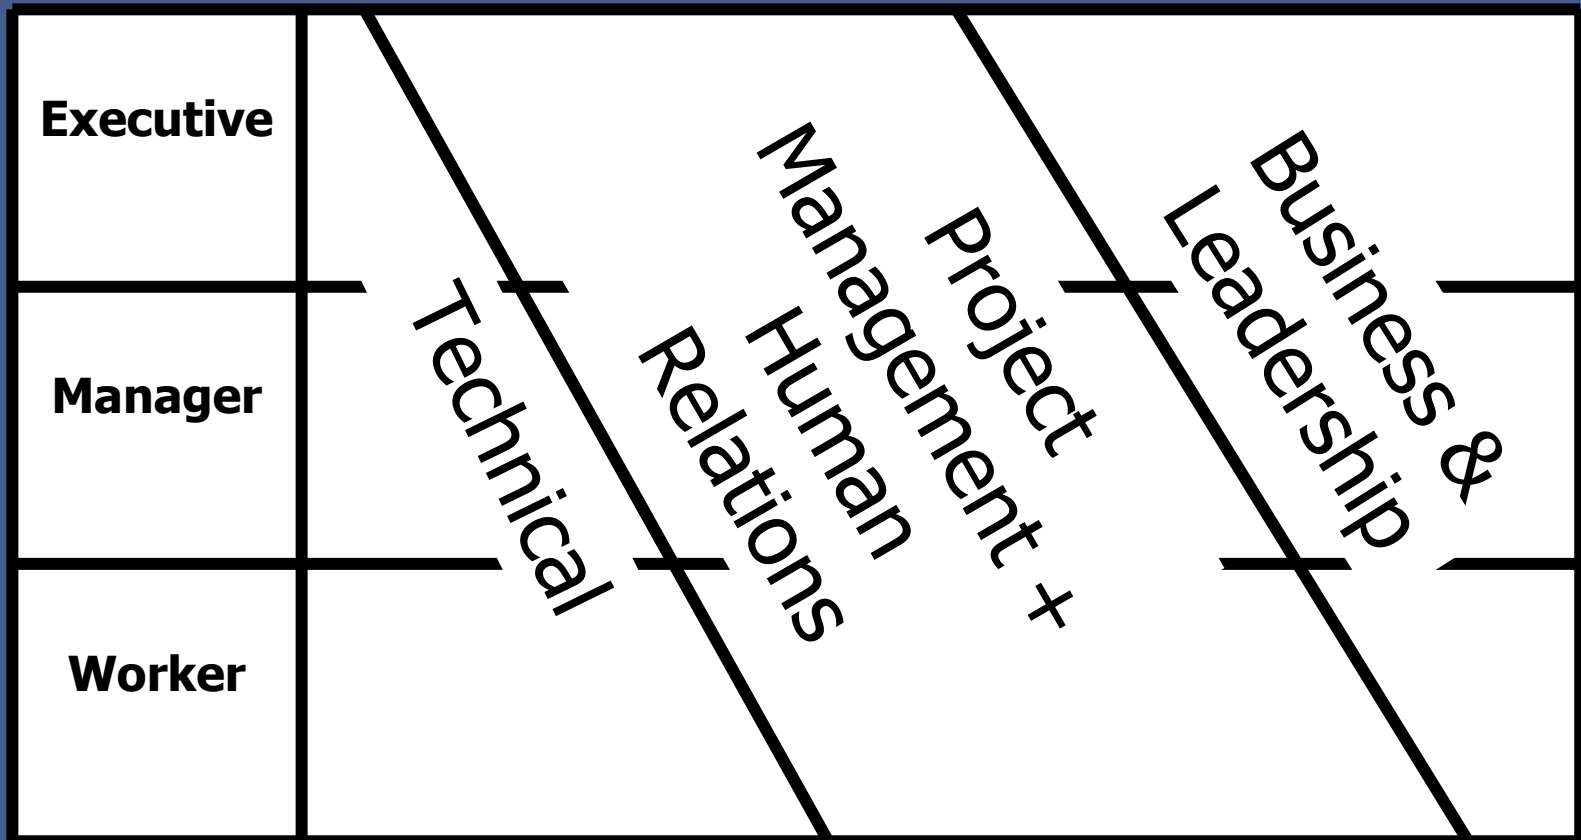 Executive
Manager
Worker
Technical
Project
Management +
Human
Relations
Business &
Leadership